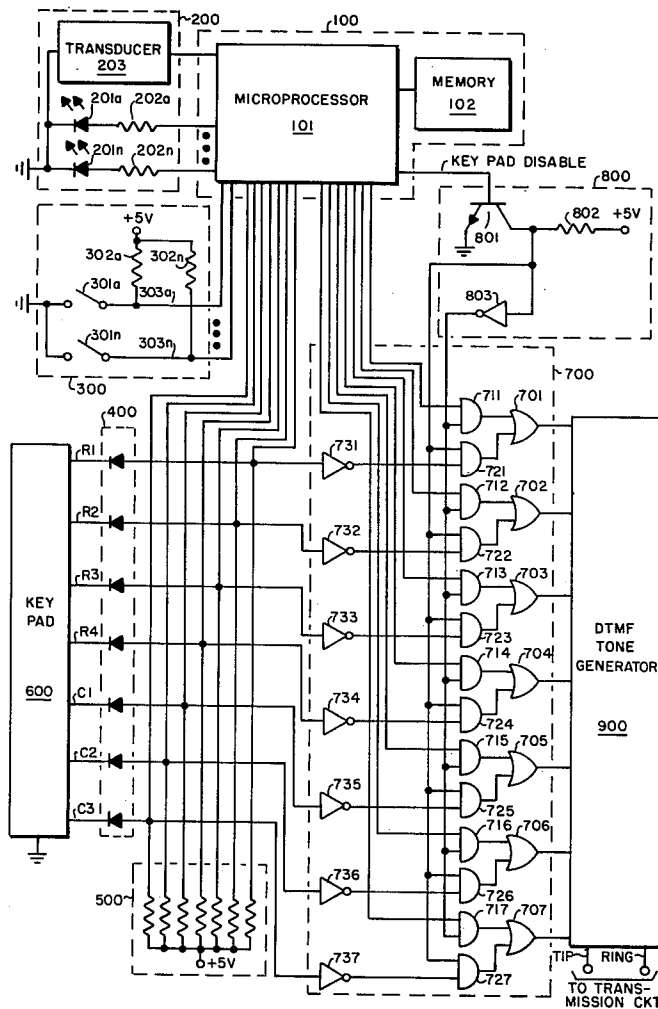 200
100
TRANSDUCER
203
MICROPROCESSOR
101
MEMORY
102
201a
202a
201n
202n
KEY PAD DISABLE
800
+5V
801
802
+5V
803
302a
302n
301a
303a
301n
303n
300
700
400
711
701
R1
731
721
712
702
R2
732
722
713
703
R3
733
723
KEY
PAD
600
DTMF
TONE
GENERATOR
900
714
704
R4
734
724
C1
715
705
735
725
C2
716
706
736
726
C3
717
707
500
737
727
+5V
TIP
RING
TO TRANS-
MISSION CKT